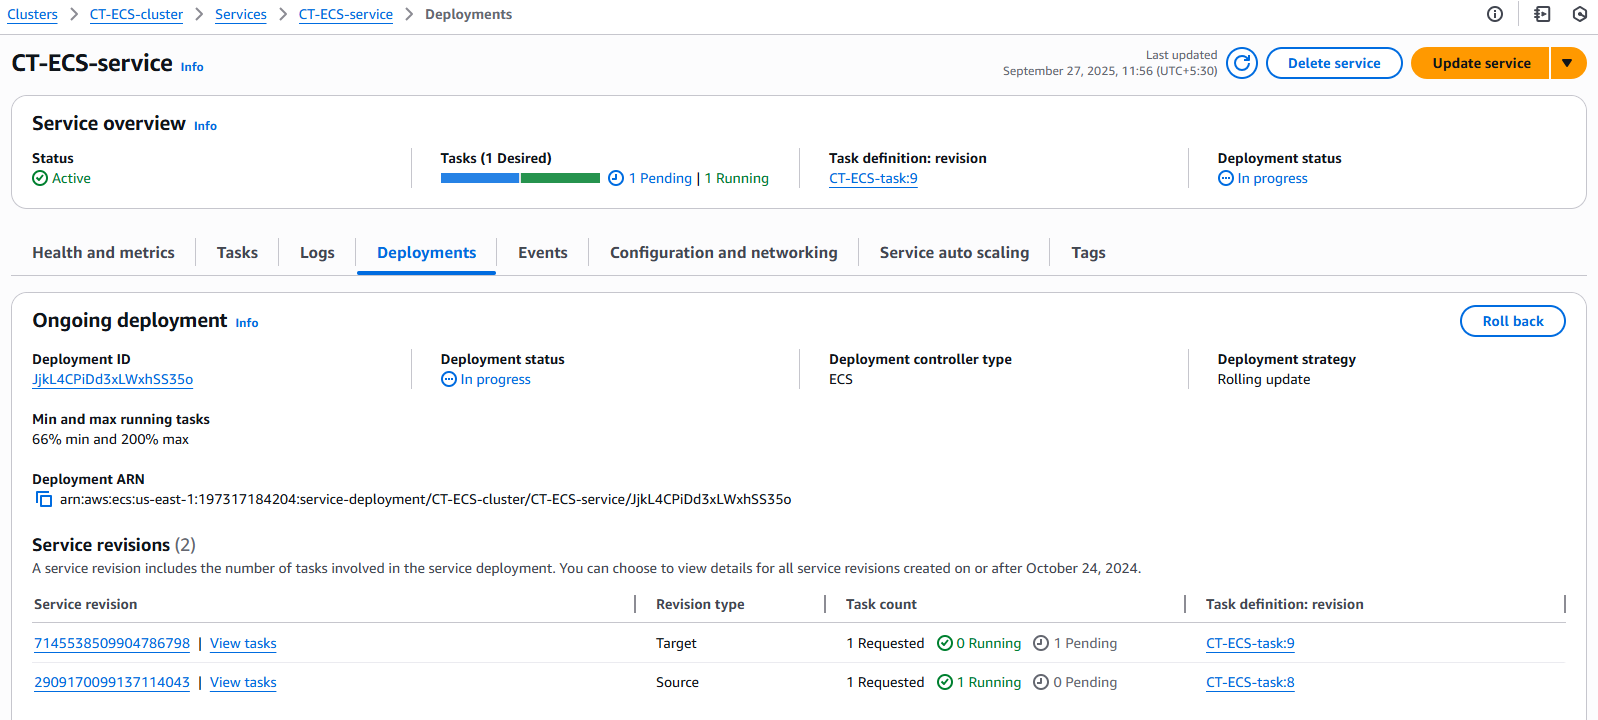 Clusters > CT-ECS-cluster > Services > CT-ECS-service > Deployments
CT-ECS-service Info
Last updated
September 27, 2025, 11:56 (UTC+5:30)
Delete service
Update service
Service overview Info
Status
Active
Tasks (1 Desired)
1 Pending | 1 Running
Task definition: revision
CT-ECS-task:9
Deployment status
In progress
Health and metrics
Tasks
Logs
Deployments
Events
Configuration and networking
Service auto scaling
Tags
Ongoing deployment Info
Roll back
Deployment ID
JjkL4CPiDd3xLWxhSS35o
Deployment status
In progress
Deployment controller type
ECS
Deployment strategy
Rolling update
Min and max running tasks
66% min and 200% max
Deployment ARN
arn:aws:ecs:us-east-1:197317184204:service-deployment/CT-ECS-cluster/CT-ECS-service/JjkL4CPiDd3xLWxhSS35o
Service revisions (2)
A service revision includes the number of tasks involved in the service deployment. You can choose to view details for all service revisions created on or after October 24, 2024.
Service revision | Revision type | Task count | Task definition: revision
7145538509904786798 | View tasks Target 1 Requested 0 Running 1 Pending CT-ECS-task:9
2909170099137114043 | View tasks Source 1 Requested 1 Running 0 Pending CT-ECS-task:8